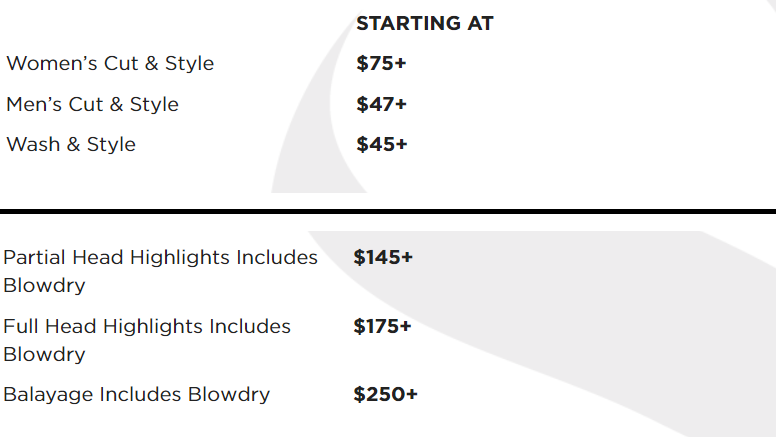 STARTING AT
Women’s Cut & Style $75+
Men’s Cut & Style $47+
Wash & Style $45+
Partial Head Highlights Includes $145+
Blowdry
Full Head Highlights Includes $175+
Blowdry
Balayage Includes Blowdry $250+